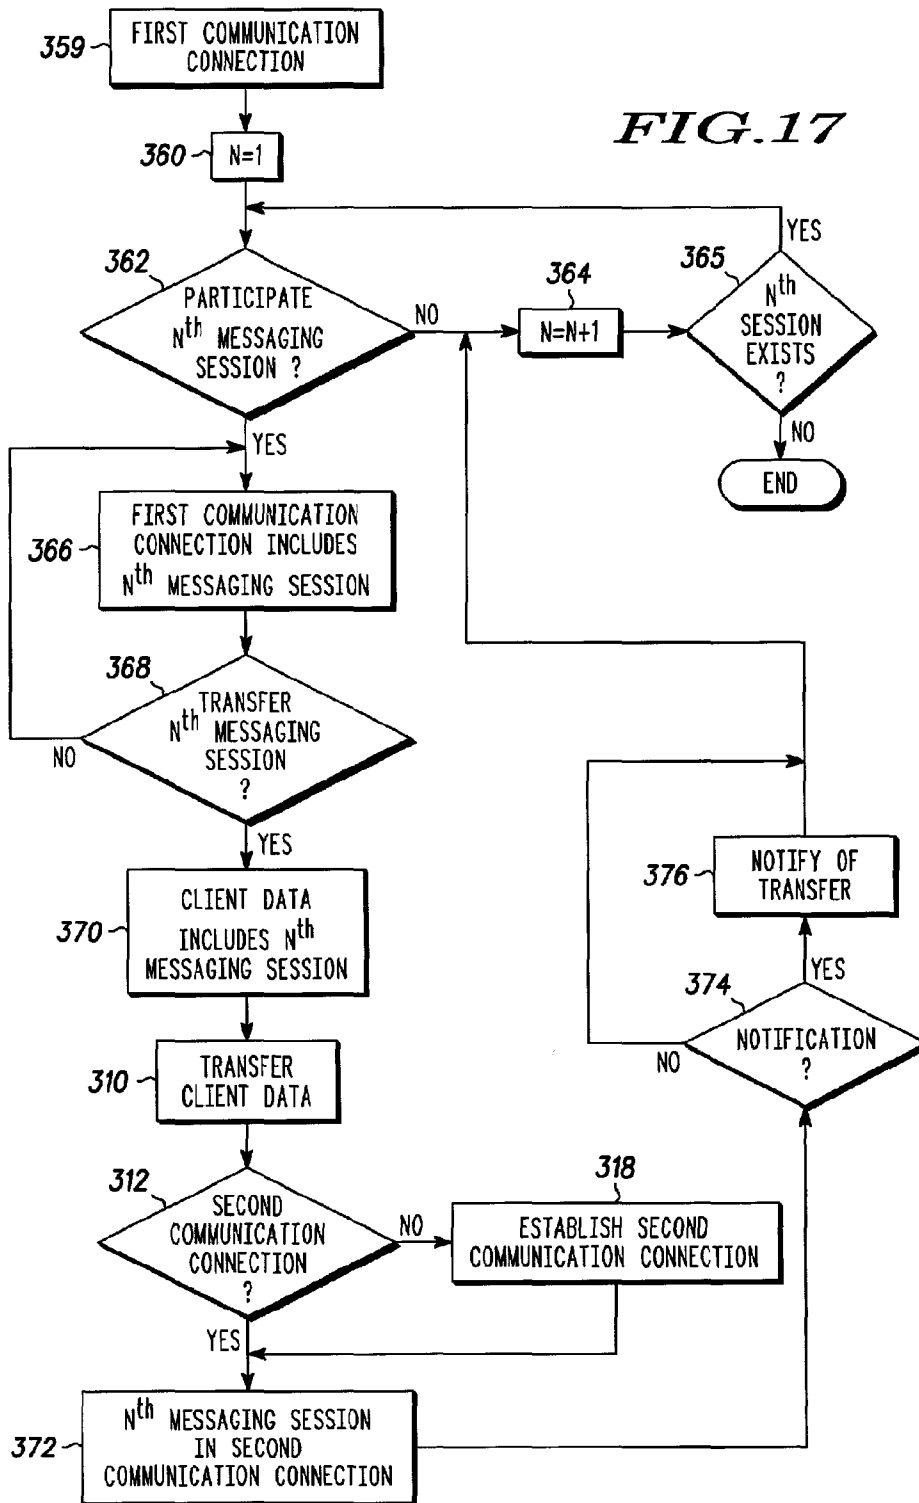 FIG.17
359
FIRST COMMUNICATION
CONNECTION
360
N=1
362
PARTICIPATE
Nth MESSAGING
SESSION ?
NO
YES
364
N=N+1
365
Nth
SESSION
EXISTS
?
YES
NO
END
366
FIRST COMMUNICATION
CONNECTION INCLUDES
Nth MESSAGING SESSION
368
TRANSFER
Nth MESSAGING
SESSION
?
NO
YES
370
CLIENT DATA
INCLUDES Nth
MESSAGING SESSION
310
TRANSFER
CLIENT DATA
312
SECOND
COMMUNICATION
CONNECTION
?
NO
YES
318
ESTABLISH SECOND
COMMUNICATION CONNECTION
372
Nth MESSAGING SESSION
IN SECOND
COMMUNICATION CONNECTION
374
NOTIFICATION
?
NO
YES
376
NOTIFY OF
TRANSFER